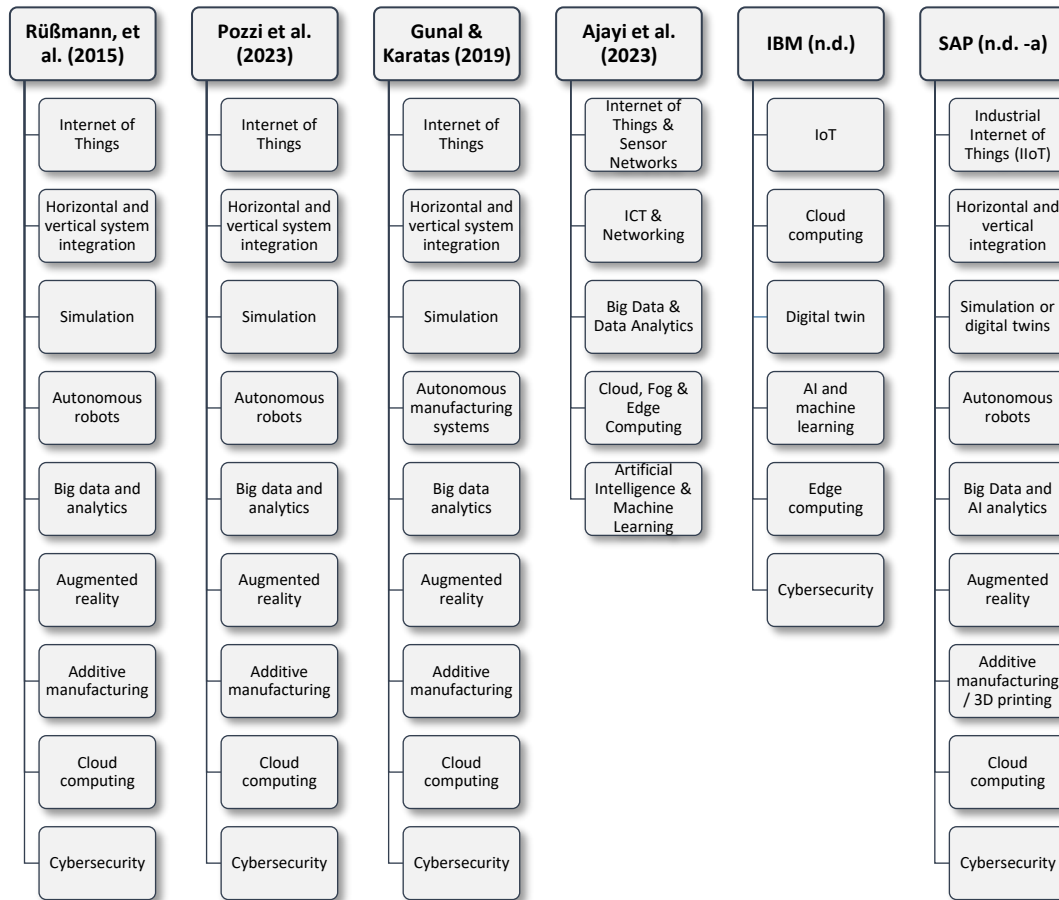 Rüßmann, et
al. (2015)
Internet of
Things
Horizontal and
vertical system
integration
Simulation
Autonomous
robots
Big data and
analytics
Augmented
reality
Additive
manufacturing
Cloud
computing
Cybersecurity
Pozzi et al.
(2023)
Internet of
Things
Horizontal and
vertical system
integration
Simulation
Autonomous
robots
Big data and
analytics
Augmented
reality
Additive
manufacturing
Cloud
computing
Cybersecurity
Gunal &
Karatas (2019)
Internet of
Things
Horizontal and
vertical system
integration
Simulation
Autonomous
manufacturing
systems
Big data
analytics
Augmented
reality
Additive
manufacturing
Cloud
computing
Cybersecurity
Ajayi et al.
(2023)
Internet of
Things &
Sensor
Networks
ICT &
Networking
Big Data &
Data Analytics
Cloud, Fog &
Edge
Computing
Artificial
Intelligence &
Machine
Learning
IBM (n.d.)
IoT
Cloud
computing
Digital twin
AI and
machine
learning
Edge
computing
Cybersecurity
SAP (n.d. -a)
Industrial
Internet of
Things (IIoT)
Horizontal and
vertical
integration
Simulation or
digital twins
Autonomous
robots
Big Data and
AI analytics
Augmented
reality
Additive
manufacturing
/ 3D printing
Cloud
computing
Cybersecurity